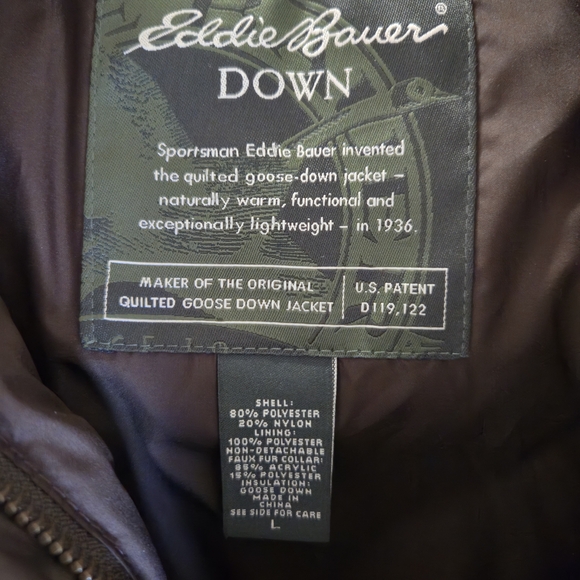 Eddie Bauer ®
DOWN
Sportsman Eddie Bauer invented
the quilted goose-down jacket –
naturally warm, functional and
exceptionally lightweight – in 1936.
MAKER OF THE ORIGINAL
QUILTED GOOSE DOWN JACKET
U.S. PATENT
D119,122
SHELL:
80% POLYESTER
20% NYLON
LINING:
100% POLYESTER
NON-DETACHABLE
FAUX FUR COLLAR
85% ACRYLIC
15% POLYESTER
INSULATION:
GOOSE DOWN
MADE IN
CHINA
SEE SIDE FOR CARE
L